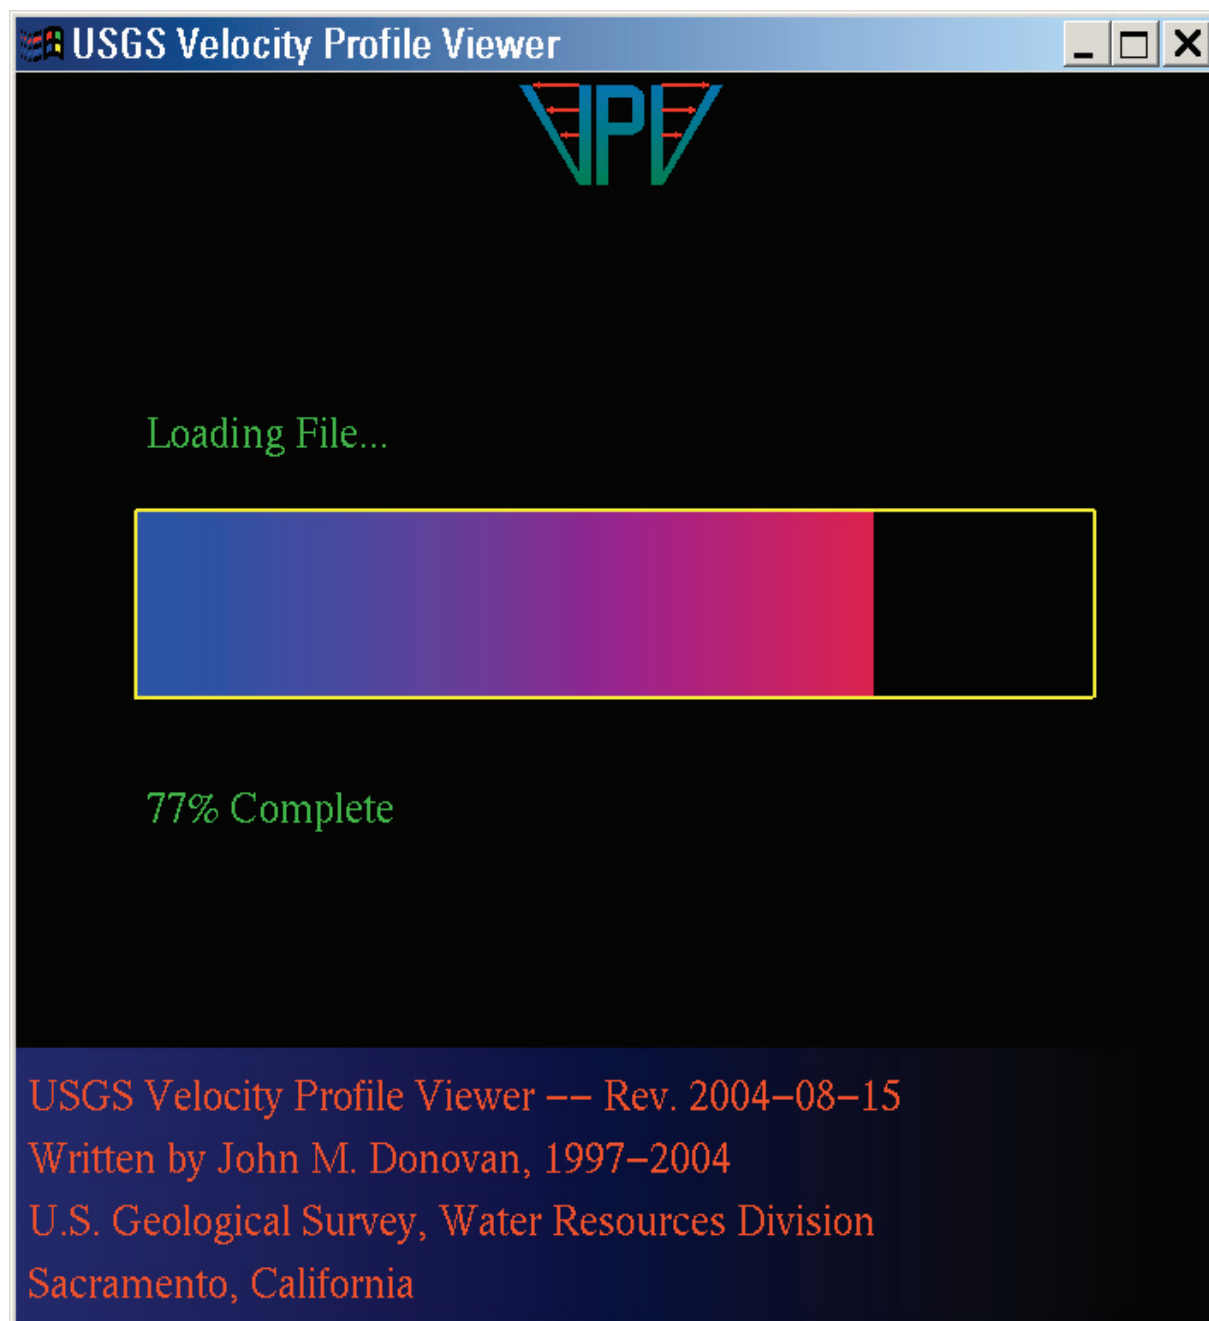 USGS Velocity Profile Viewer
VPV
Loading File...
77% Complete
USGS Velocity Profile Viewer –– Rev. 2004–08–15
Written by John M. Donovan, 1997–2004
U.S. Geological Survey, Water Resources Division
Sacramento, California